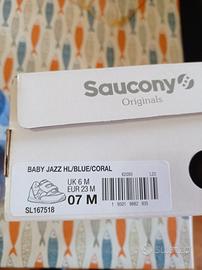 Saucony
Originals
BABY JAZZ HL/BLUE/CORAL
UK 6 M
EUR 23 M
07 M
SL167518